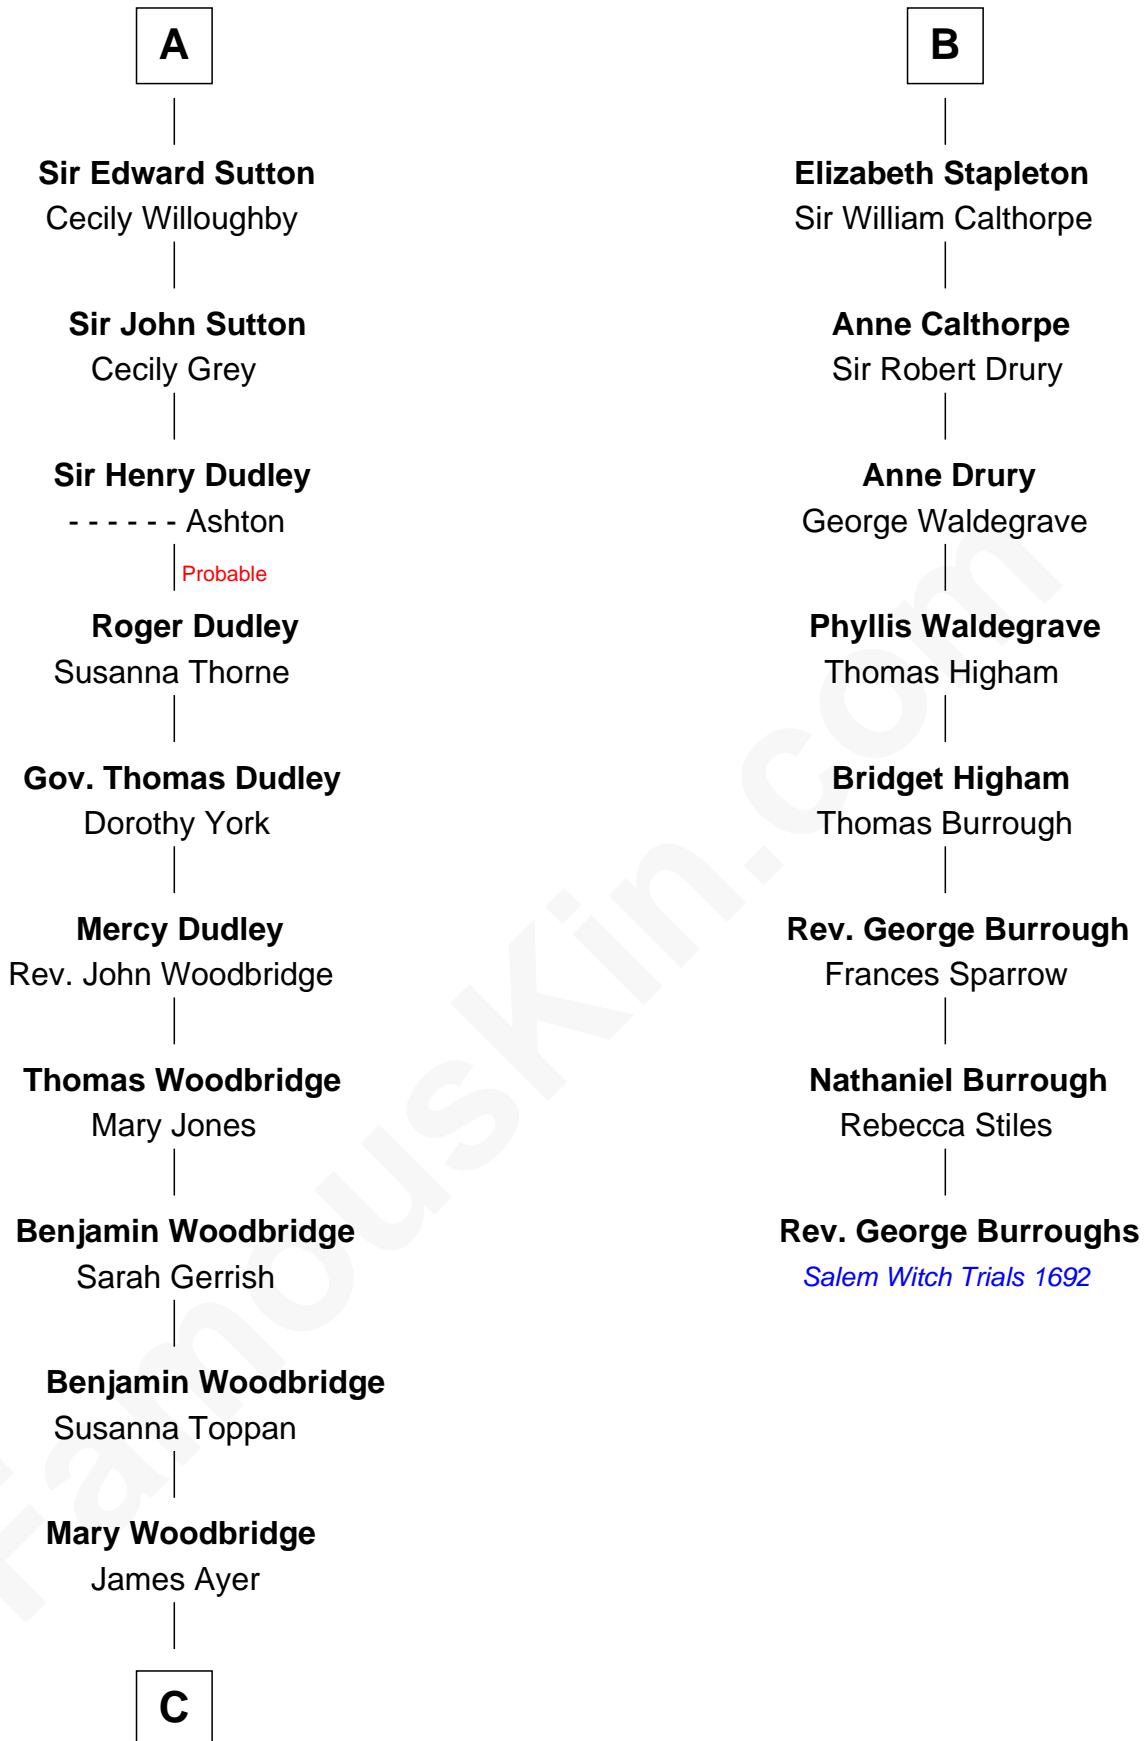 A
Sir Edward Sutton
Cecily Willoughby
Sir John Sutton
Cecily Grey
Sir Henry Dudley
- - - - - - Ashton
Probable
Roger Dudley
Susanna Thorne
Gov. Thomas Dudley
Dorothy York
Mercy Dudley
Rev. John Woodbridge
Thomas Woodbridge
Mary Jones
Benjamin Woodbridge
Sarah Gerrish
Benjamin Woodbridge
Susanna Toppan
Mary Woodbridge
James Ayer
C
B
Elizabeth Stapleton
Sir William Calthorpe
Anne Calthorpe
Sir Robert Drury
Anne Drury
George Waldegrave
Phyllis Waldegrave
Thomas Higham
Bridget Higham
Thomas Burrough
Rev. George Burrough
Frances Sparrow
Nathaniel Burrough
Rebecca Stiles
Rev. George Burroughs
Salem Witch Trials 1692
FamousKin.com